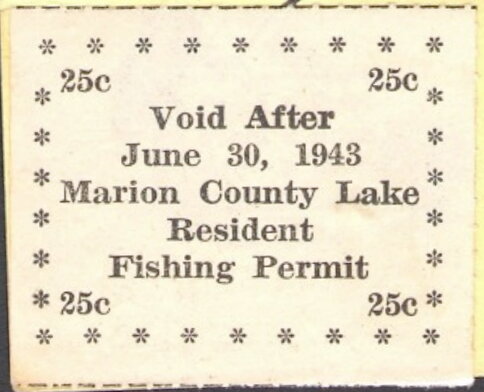 * * * * * * * * *
* 25c 25c *
Void After
* June 30, 1943 *
* Marion County Lake *
* Resident *
* Fishing Permit *
* 25c 25c *
* * * * * * * * *